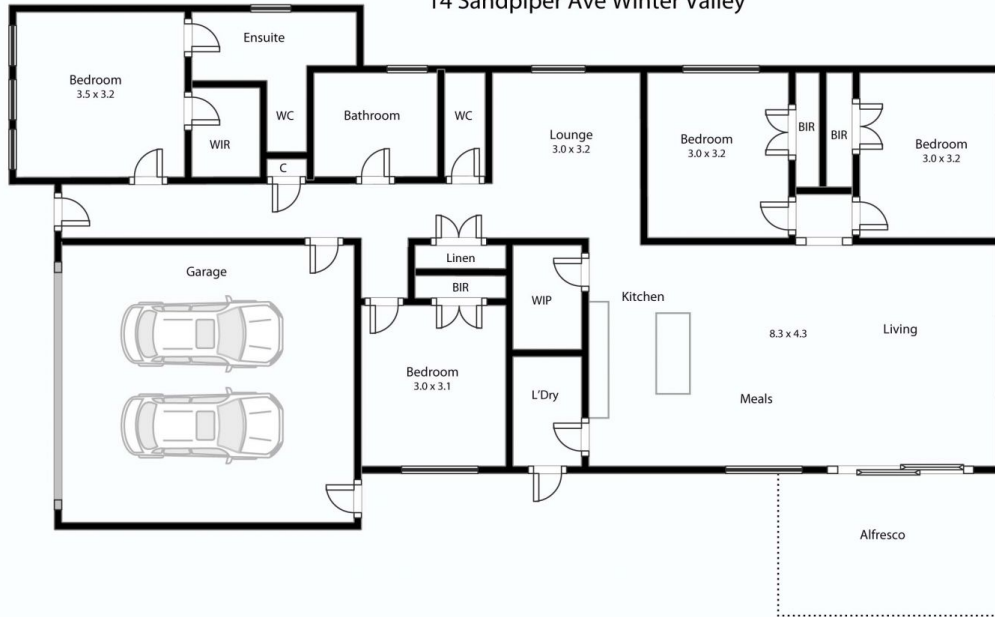 14 Sandpiper Ave Winter Valley
Ensuite
Bedroom
3.5 x 3.2
WIR
WC
C
Bathroom
WC
Lounge
3.0 x 3.2
Bedroom
3.0 x 3.2
BIR
BIR
Bedroom
3.0 x 3.2
Garage
Linen
BIR
WIP
Kitchen
8.3 x 4.3
Living
Bedroom
3.0 x 3.1
L'Dry
Meals
Alfresco